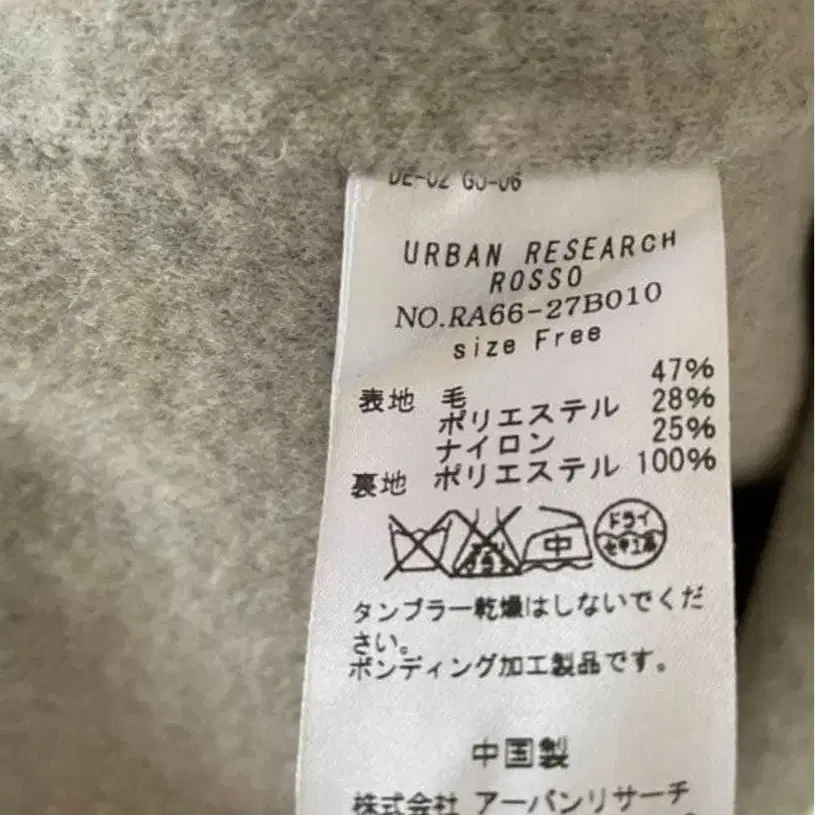 DE-02 G5-06
URBAN RESEARCH
ROSSO
NO.RA66-27B010
size Free
表地 毛 47%
ポリエステル 28%
ナイロン 25%
裏地 ポリエステル 100%
中 ドライ
タンブラー乾燥はしないでくだ
さい。
ボンディング加工製品です。
中国製
株式会社 アーバンリサーチ